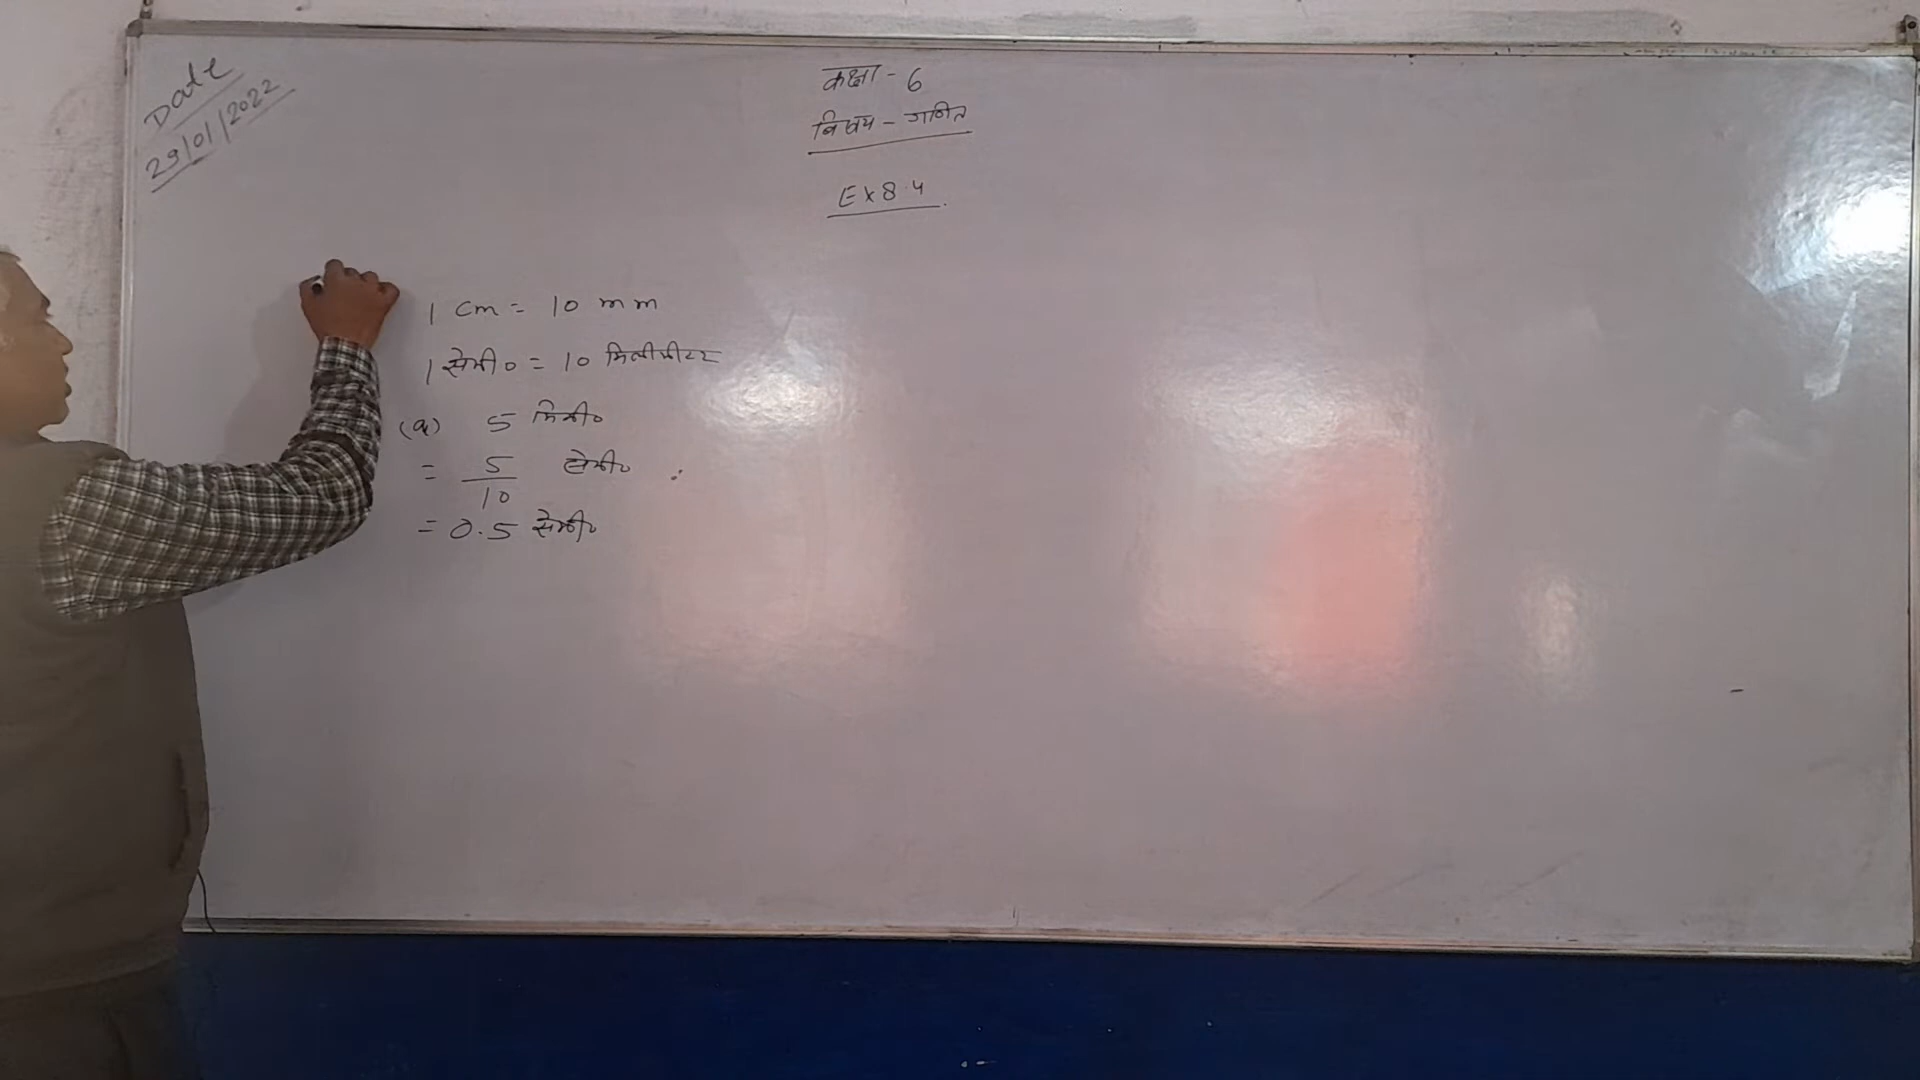 Date
29/01/2022
कक्षा - 6
विषय - गणित
Ex 8.4
1 cm = 10 mm
1 सेमी० = 10 मिलीमीटर
(a) 5 मिमी०
= 5/10 सेमी०
= 0.5 सेमी०